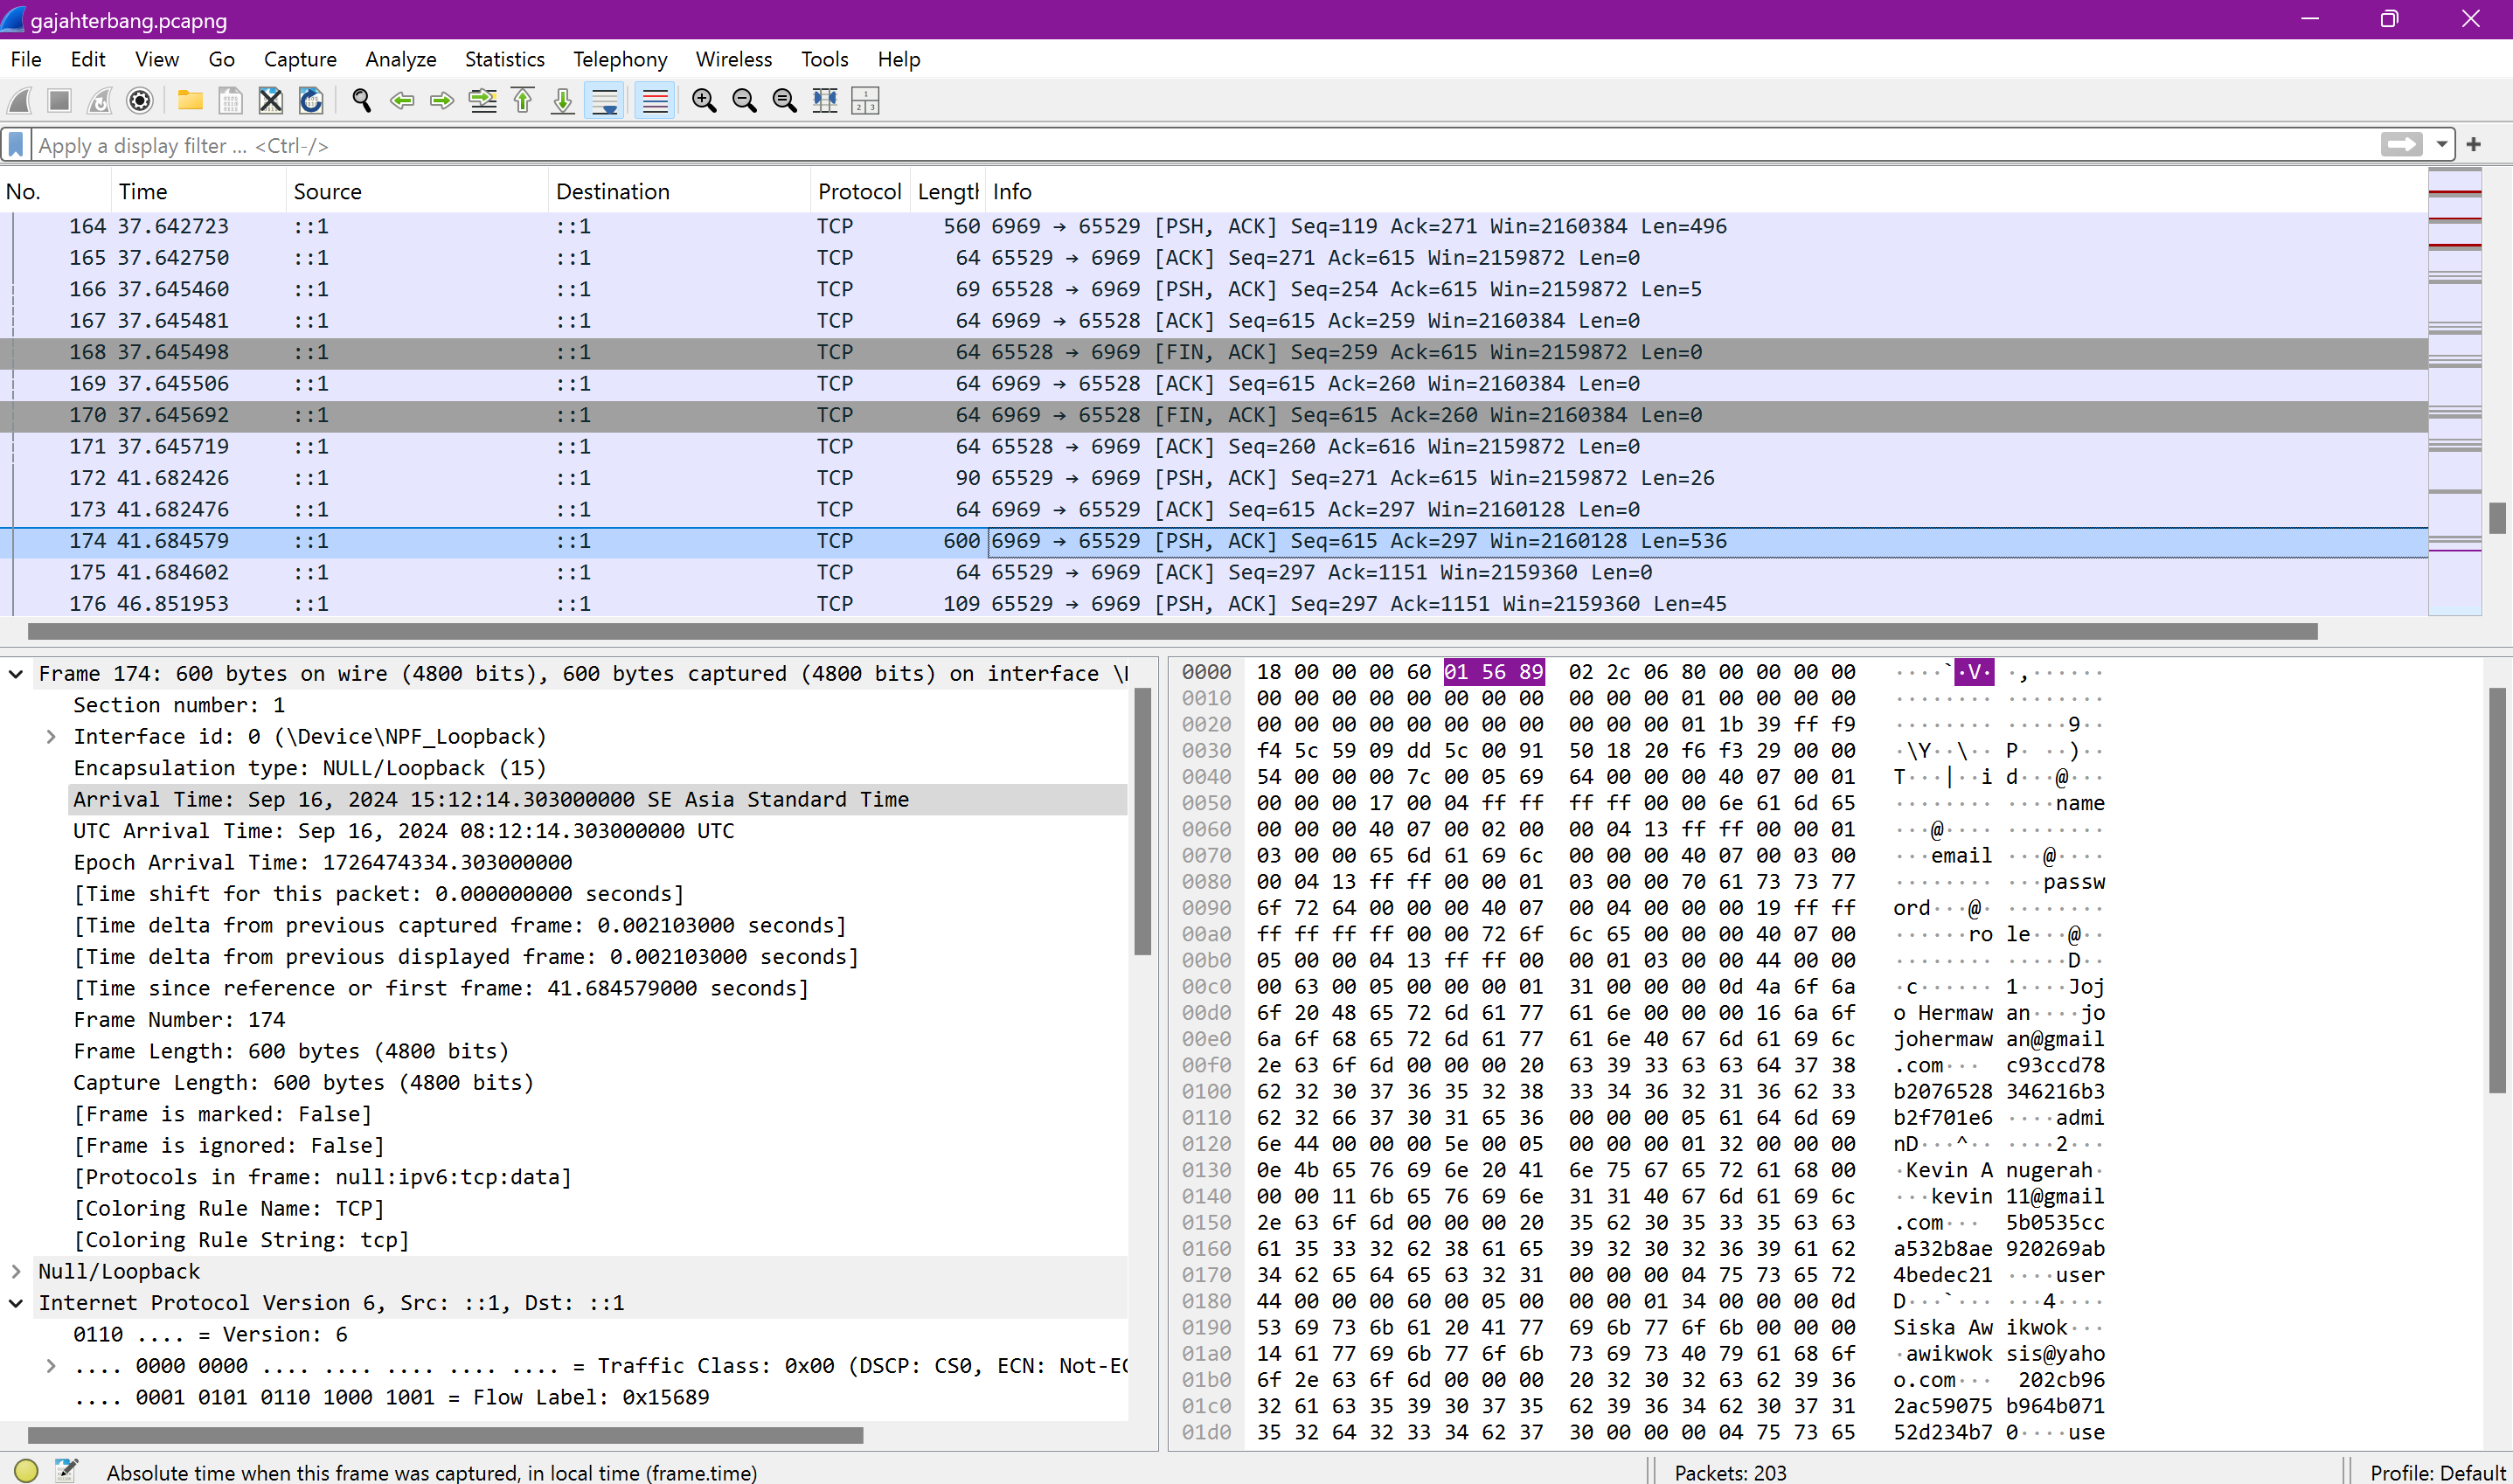 gajahterbang.pcapng
File Edit View Go Capture Analyze Statistics Telephony Wireless Tools Help
Apply a display filter ... <Ctrl-/>
No. Time Source Destination Protocol Length Info
164 37.642723 ::1 ::1 TCP 560 6969 → 65529 [PSH, ACK] Seq=119 Ack=271 Win=2160384 Len=496
165 37.642750 ::1 ::1 TCP 64 65529 → 6969 [ACK] Seq=271 Ack=615 Win=2159872 Len=0
166 37.645460 ::1 ::1 TCP 69 65528 → 6969 [PSH, ACK] Seq=254 Ack=615 Win=2159872 Len=5
167 37.645481 ::1 ::1 TCP 64 6969 → 65528 [ACK] Seq=615 Ack=259 Win=2160384 Len=0
168 37.645498 ::1 ::1 TCP 64 65528 → 6969 [FIN, ACK] Seq=259 Ack=615 Win=2159872 Len=0
169 37.645506 ::1 ::1 TCP 64 6969 → 65528 [ACK] Seq=615 Ack=260 Win=2160384 Len=0
170 37.645692 ::1 ::1 TCP 64 6969 → 65528 [FIN, ACK] Seq=615 Ack=260 Win=2160384 Len=0
171 37.645719 ::1 ::1 TCP 64 65528 → 6969 [ACK] Seq=260 Ack=616 Win=2159872 Len=0
172 41.682426 ::1 ::1 TCP 90 65529 → 6969 [PSH, ACK] Seq=271 Ack=615 Win=2159872 Len=26
173 41.682476 ::1 ::1 TCP 64 6969 → 65529 [ACK] Seq=615 Ack=297 Win=2160128 Len=0
174 41.684579 ::1 ::1 TCP 600 6969 → 65529 [PSH, ACK] Seq=615 Ack=297 Win=2160128 Len=536
175 41.684602 ::1 ::1 TCP 64 65529 → 6969 [ACK] Seq=297 Ack=1151 Win=2159360 Len=0
176 46.851953 ::1 ::1 TCP 109 65529 → 6969 [PSH, ACK] Seq=297 Ack=1151 Win=2159360 Len=45
Frame 174: 600 bytes on wire (4800 bits), 600 bytes captured (4800 bits) on interface \
Section number: 1
Interface id: 0 (\Device\NPF_Loopback)
Encapsulation type: NULL/Loopback (15)
Arrival Time: Sep 16, 2024 15:12:14.303000000 SE Asia Standard Time
UTC Arrival Time: Sep 16, 2024 08:12:14.303000000 UTC
Epoch Arrival Time: 1726474334.303000000
[Time shift for this packet: 0.000000000 seconds]
[Time delta from previous captured frame: 0.002103000 seconds]
[Time delta from previous displayed frame: 0.002103000 seconds]
[Time since reference or first frame: 41.684579000 seconds]
Frame Number: 174
Frame Length: 600 bytes (4800 bits)
Capture Length: 600 bytes (4800 bits)
[Frame is marked: False]
[Frame is ignored: False]
[Protocols in frame: null:ipv6:tcp:data]
[Coloring Rule Name: TCP]
[Coloring Rule String: tcp]
Null/Loopback
Internet Protocol Version 6, Src: ::1, Dst: ::1
0110 .... = Version: 6
.... 0000 0000 .... .... .... .... .... = Traffic Class: 0x00 (DSCP: CS0, ECN: Not-EC
.... 0001 0101 0110 1000 1001 = Flow Label: 0x15689
0000 18 00 00 00 60 01 56 89 02 2c 06 80 00 00 00 00 ····`·V· ·,······
0010 00 00 00 00 00 00 00 00 00 00 00 01 00 00 00 00 ········ ········
0020 00 00 00 00 00 00 00 00 00 00 00 01 1b 39 ff f9 ········ ·····9··
0030 f4 5c 59 09 dd 5c 00 91 50 18 20 f6 f3 29 00 00 ·\Y··\·· P· ··)··
0040 54 00 00 00 7c 00 05 69 64 00 00 00 40 07 00 01 T···|··i d···@···
0050 00 00 00 17 00 04 ff ff ff ff 00 00 6e 61 6d 65 ········ ····name
0060 00 00 00 40 07 00 02 00 00 04 13 ff ff 00 00 01 ···@···· ········
0070 03 00 00 65 6d 61 69 6c 00 00 00 40 07 00 03 00 ···email ···@····
0080 00 04 13 ff ff 00 00 01 03 00 00 70 61 73 73 77 ········ ···passw
0090 6f 72 64 00 00 00 40 07 00 04 00 00 00 19 ff ff ord···@· ········
00a0 ff ff ff ff 00 00 72 6f 6c 65 00 00 00 40 07 00 ······ro le···@··
00b0 05 00 00 04 13 ff ff 00 00 01 03 00 00 44 00 00 ········ ·····D··
00c0 00 63 00 05 00 00 00 01 31 00 00 00 0d 4a 6f 6a ·c······ 1····Joj
00d0 6f 20 48 65 72 6d 61 77 61 6e 00 00 00 16 6a 6f o Hermaw an····jo
00e0 6a 6f 68 65 72 6d 61 77 61 6e 40 67 6d 61 69 6c johermaw an@gmail
00f0 2e 63 6f 6d 00 00 00 20 63 39 33 63 63 64 37 38 .com··· c93ccd78
0100 62 32 30 37 36 35 32 38 33 34 36 32 31 36 62 33 b2076528 346216b3
0110 62 32 66 37 30 31 65 36 00 00 00 05 61 64 6d 69 b2f701e6 ····admi
0120 6e 44 00 00 00 5e 00 05 00 00 00 01 32 00 00 00 nD···^·· ····2···
0130 0e 4b 65 76 69 6e 20 41 6e 75 67 65 72 61 68 00 ·Kevin A nugerah·
0140 00 00 11 6b 65 76 69 6e 31 31 40 67 6d 61 69 6c ···kevin 11@gmail
0150 2e 63 6f 6d 00 00 00 20 35 62 30 35 33 35 63 63 .com··· 5b0535cc
0160 61 35 33 32 62 38 61 65 39 32 30 32 36 39 61 62 a532b8ae 920269ab
0170 34 62 65 64 65 63 32 31 00 00 00 04 75 73 65 72 4bedec21 ····user
0180 44 00 00 00 60 00 05 00 00 00 01 34 00 00 00 0d D···`··· ···4····
0190 53 69 73 6b 61 20 41 77 69 6b 77 6f 6b 00 00 00 Siska Aw ikwok···
01a0 14 61 77 69 6b 77 6f 6b 73 69 73 40 79 61 68 6f ·awikwok sis@yaho
01b0 6f 2e 63 6f 6d 00 00 00 20 32 30 32 63 62 39 36 o.com··· 202cb96
01c0 32 61 63 35 39 30 37 35 62 39 36 34 62 30 37 31 2ac59075 b964b071
01d0 35 32 64 32 33 34 62 37 30 00 00 00 04 75 73 65 52d234b7 0····use
Absolute time when this frame was captured, in local time (frame.time)
Packets: 203
Profile: Default